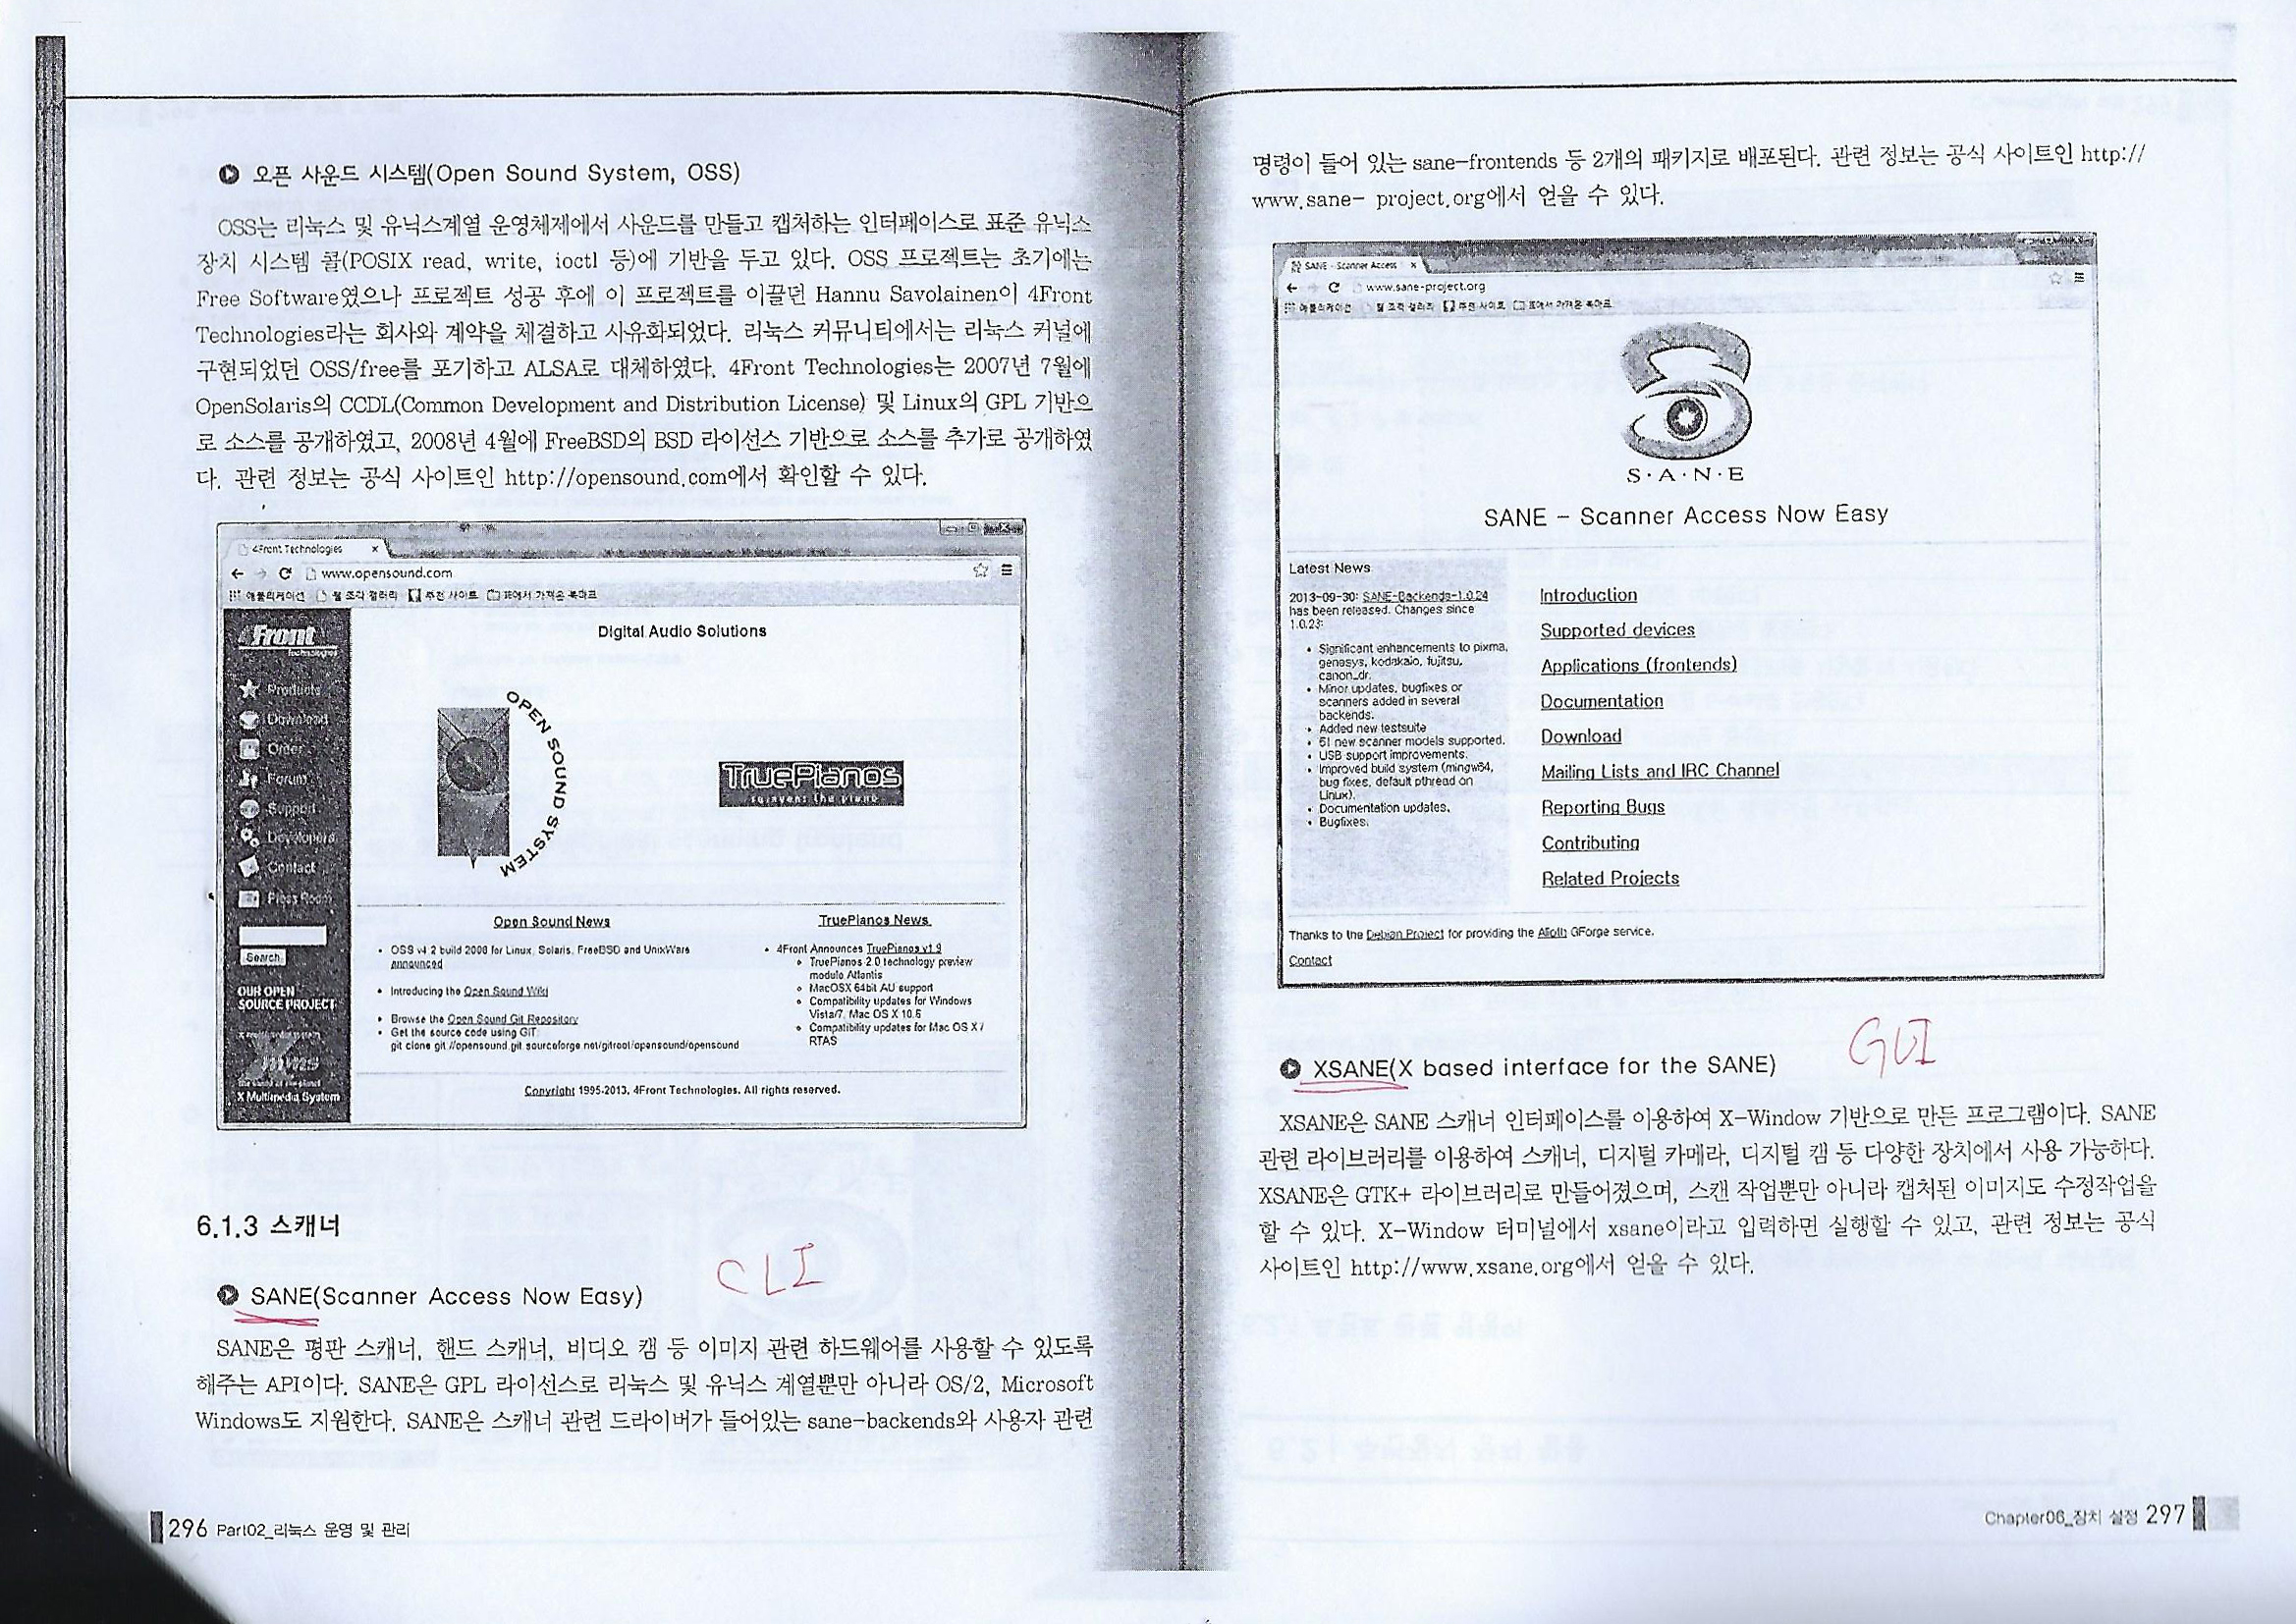 오픈 사운드 시스템(Open Sound System, OSS)
OSS는 리눅스 및 유닉스계열 운영체제에서 사운드를 만들고 캡처하는 인터페이스로 표준 유닉스
장치 시스템 콜(POSIX read, write, ioctl 등)에 기반을 두고 있다. OSS 프로젝트는 초기에는
Free Software였으나 프로젝트 성공 후에 이 프로젝트를 이끌던 Hannu Savolainen이 4Front
Technologies라는 회사와 계약을 체결하고 사유화되었다. 리눅스 커뮤니티에서는 리눅스 커널에
구현되었던 OSS/free를 포기하고 ALSA로 대체하였다. 4Front Technologies는 2007년 7월에
OpenSolaris의 CCDL(Common Development and Distribution License) 및 Linux의 GPL 기반으
로 소스를 공개하였고, 2008년 4월에 FreeBSD의 BSD 라이선스 기반으로 소스를 추가로 공개하였
다. 관련 정보는 공식 사이트인 http://opensound.com에서 확인할 수 있다.
4Front Technologies
www.opensound.com
애플리케이션 웹 조각 갤러리 추천 사이트 IE에서 가져온 북마크
4Front
Technologies
Products
Download
Order
Forum
Support
Developers
Contact
Press Room
Search
OUR OPEN
SOURCE PROJECT
X Multimedia System
Digital Audio Solutions
OPEN SOUND SYSTEM
TruePianos
Open Sound News
OSS v4.2 build 2008 for Linux, Solaris, FreeBSD and UnixWare
announced
Introducing the Open Sound Wiki
Browse the Open Sound Git Repository
Get the source code using GIT:
git clone git://opensound.git.sourceforge.net/gitroot/opensound/opensound
TruePianos News
4Front Announces TruePianos v1.9
TruePianos 2.0 technology preview
module Atlantis
MacOSX 64bit AU support
Compatibility updates for Windows
Vista/7, Mac OS X 10.6
Compatibility updates for Mac OS X /
RTAS
Copyright 1995-2013, 4Front Technologies. All rights reserved.
6.1.3 스캐너
CLI
SANE(Scanner Access Now Easy)
SANE은 평판 스캐너, 핸드 스캐너, 비디오 캠 등 이미지 관련 하드웨어를 사용할 수 있도록
해주는 API이다. SANE은 GPL 라이선스로 리눅스 및 유닉스 계열뿐만 아니라 OS/2, Microsoft
Windows도 지원한다. SANE은 스캐너 관련 드라이버가 들어있는 sane-backends와 사용자 관련
296 Part02_리눅스 운영 및 관리
명령이 들어 있는 sane-frontends 등 2개의 패키지로 배포된다. 관련 정보는 공식 사이트인 http://
www.sane- project.org에서 얻을 수 있다.
SANE - Scanner Access
www.sane-project.org
애플리케이션 웹 조각 갤러리 추천 사이트 IE에서 가져온 북마크
S·A·N·E
SANE - Scanner Access Now Easy
Latest News
2013-09-30: SANE-Backends-1.0.24
has been released. Changes since
1.0.23:
Significant enhancements to pixma,
genesys, kodakaio, fujitsu,
canon_dr.
Minor updates, bugfixes or
scanners added in several
backends.
Added new testsuite
51 new scanner models supported.
USB support improvements.
Improved build system (mingw64,
bug fixes, default pthread on
Linux).
Documentation updates.
Bugfixes.
Introduction
Supported devices
Applications (frontends)
Documentation
Download
Mailing Lists and IRC Channel
Reporting Bugs
Contributing
Related Projects
Thanks to the Debian Project for providing the Alioth GForge service.
Contact
GUI
XSANE(X based interface for the SANE)
XSANE은 SANE 스캐너 인터페이스를 이용하여 X-Window 기반으로 만든 프로그램이다. SANE
관련 라이브러리를 이용하여 스캐너, 디지털 카메라, 디지털 캠 등 다양한 장치에서 사용 가능하다.
XSANE은 GTK+ 라이브러리로 만들어졌으며, 스캔 작업뿐만 아니라 캡처된 이미지도 수정작업을
할 수 있다. X-Window 터미널에서 xsane이라고 입력하면 실행할 수 있고, 관련 정보는 공식
사이트인 http://www.xsane.org에서 얻을 수 있다.
Chapter06_장치 설정 297